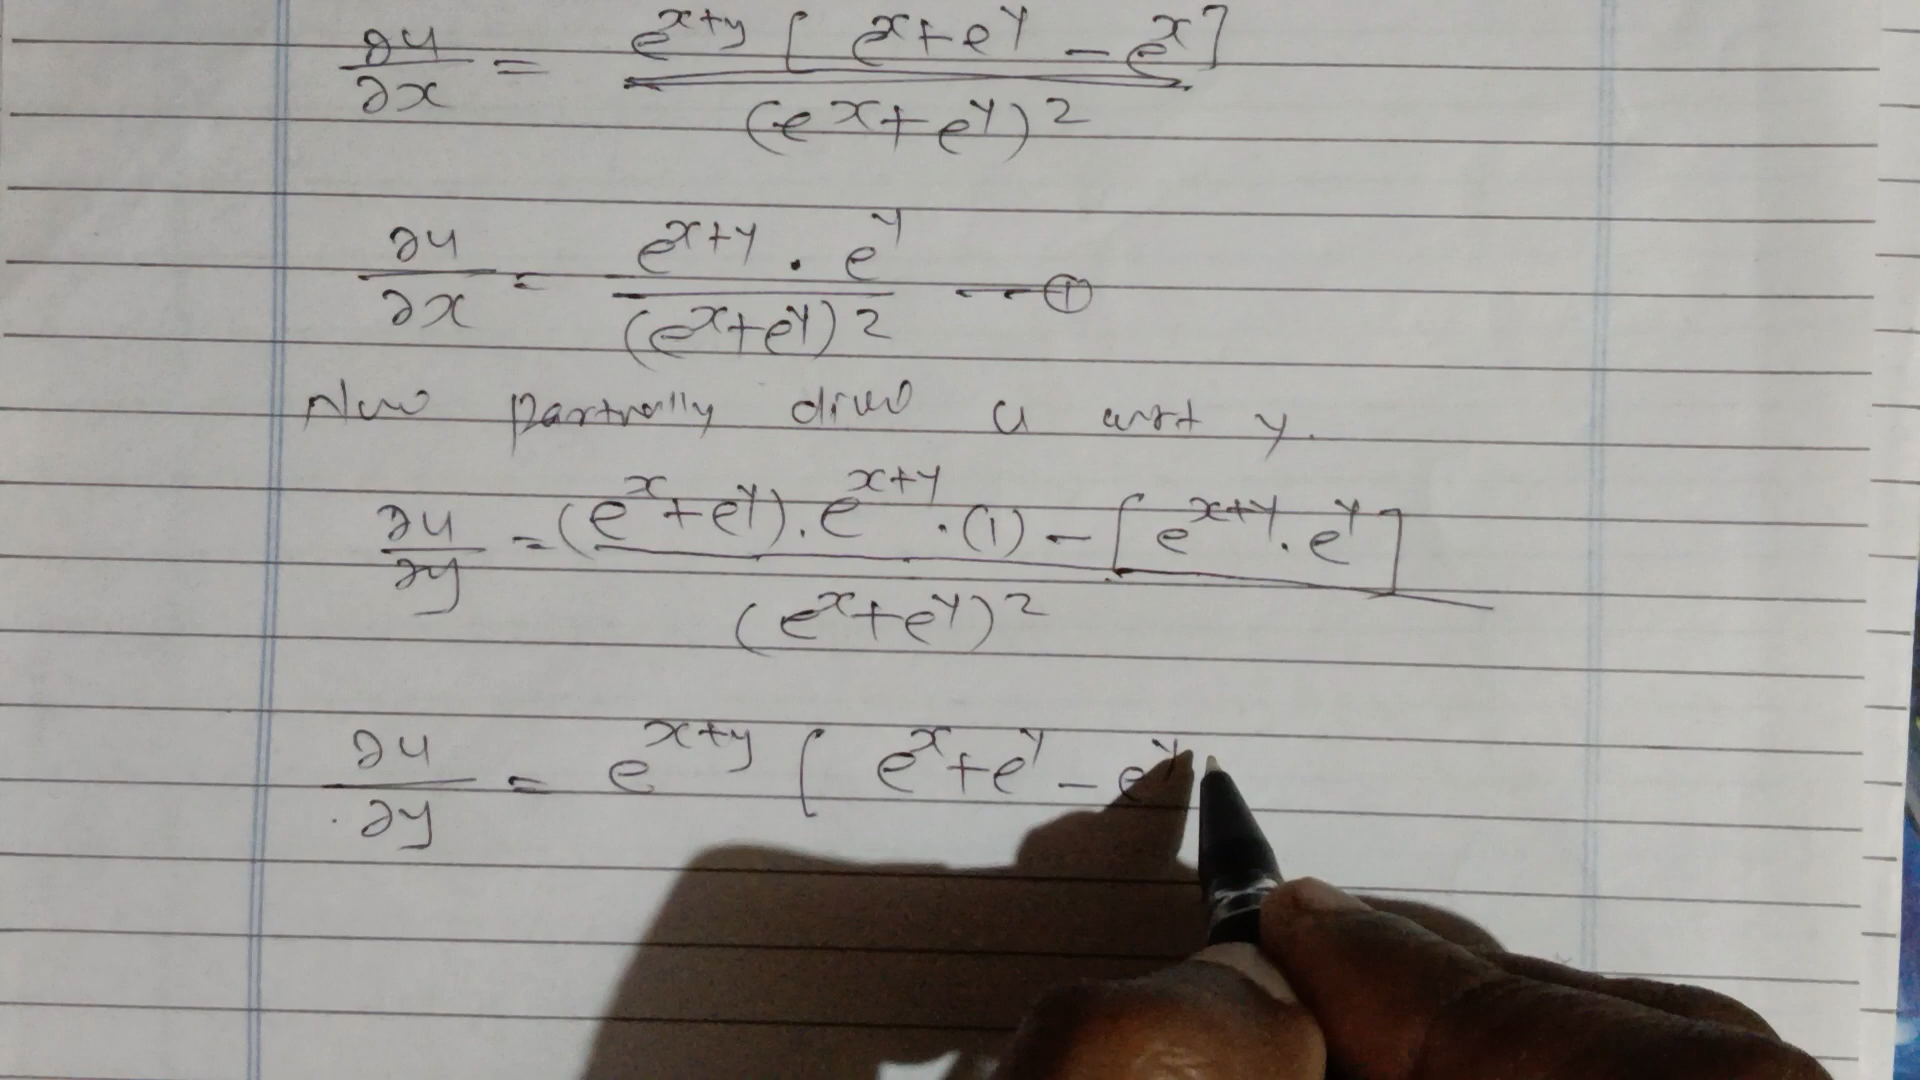 ∂u/∂x = e^{x+y} [ e^x + e^y - e^x ] / (e^x + e^y)^2
∂u/∂x = e^{x+y} · e^y / (e^x + e^y)^2 --- ①
Now partially diff u wrt y.
∂u/∂y = (e^x + e^y) · e^{x+y} · (1) - [ e^{x+y} · e^y ] / (e^x + e^y)^2
∂u/∂y = e^{x+y} [ e^x + e^y - e^y